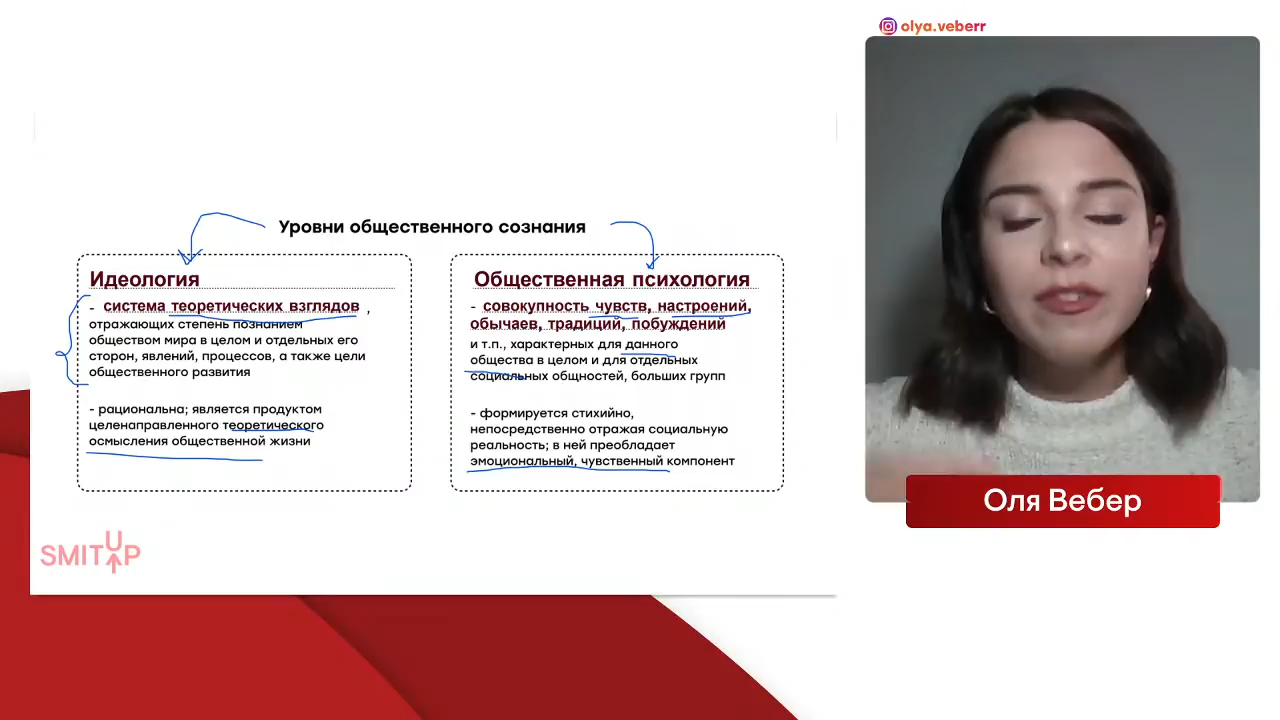 olya.veberr
Уровни общественного сознания
Идеология
- система теоретических взглядов ,
отражающих степень познанием
обществом мира в целом и отдельных его
сторон, явлений, процессов, а также цели
общественного развития
- рациональна; является продуктом
целенаправленного теоретического
осмысления общественной жизни
Общественная психология
- совокупность чувств, настроений,
обычаев, традиций, побуждений
и т.п., характерных для данного
общества в целом и для отдельных
социальных общностей, больших групп
- формируется стихийно,
непосредственно отражая социальную
реальность; в ней преобладает
эмоциональный, чувственный компонент
SMITUP
Оля Вебер